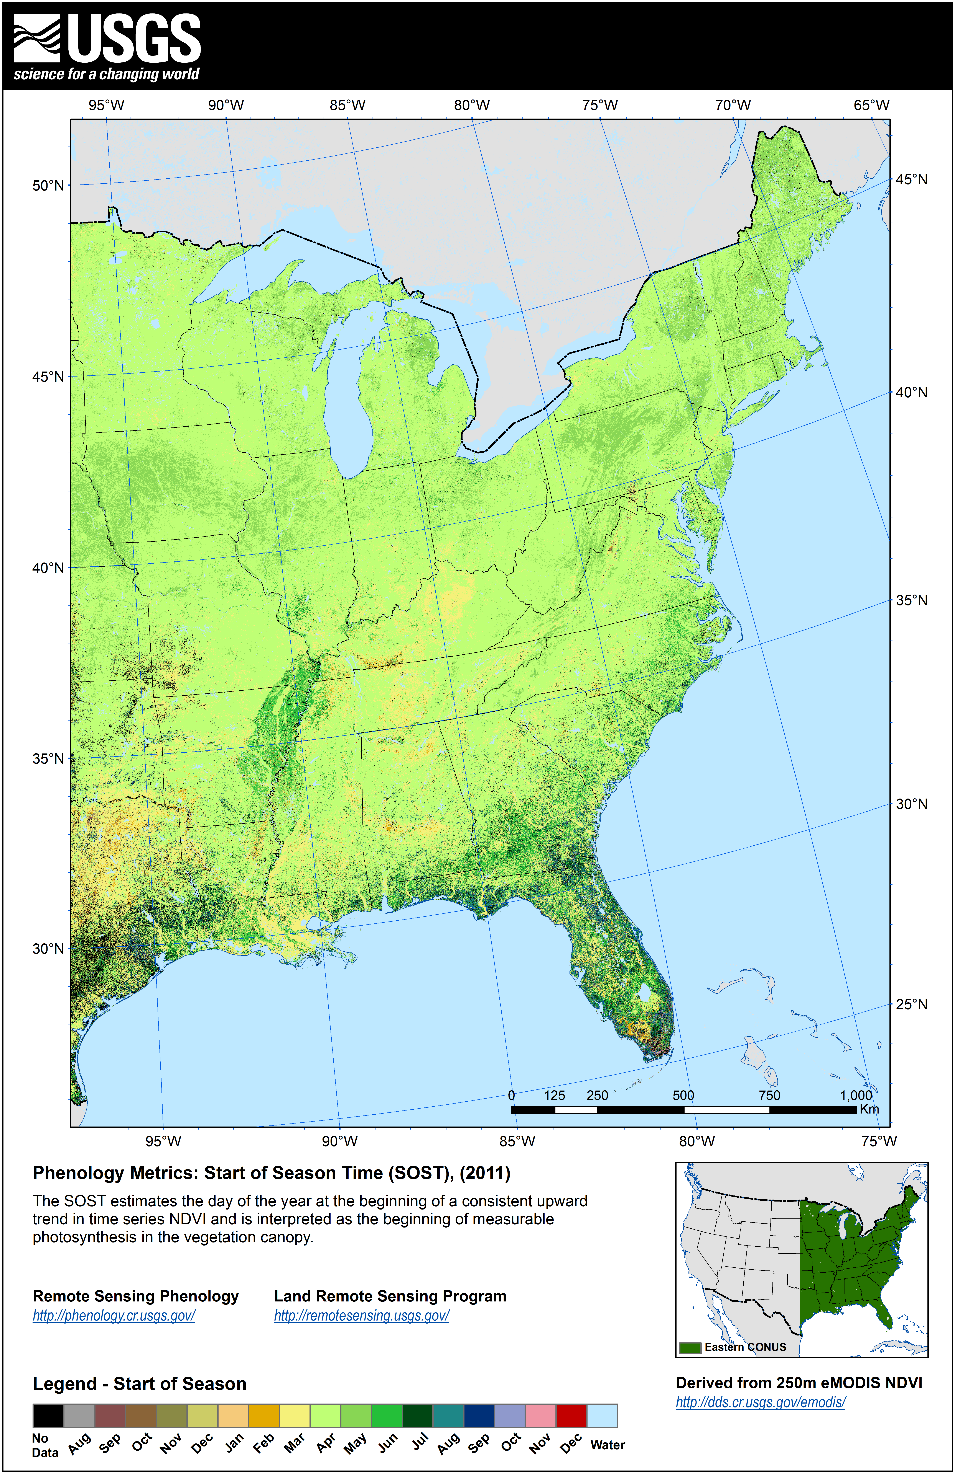 USGS
science for a changing world
95°W 90°W 85°W 80°W 75°W 70°W 65°W
50°N
45°N
45°N
40°N
40°N
35°N
35°N
30°N
30°N
25°N
0 125 250 500 750 1,000
Km
95°W 90°W 85°W 80°W 75°W
Phenology Metrics: Start of Season Time (SOST), (2011)
The SOST estimates the day of the year at the beginning of a consistent upward
trend in time series NDVI and is interpreted as the beginning of measurable
photosynthesis in the vegetation canopy.
Remote Sensing Phenology
http://phenology.cr.usgs.gov/
Land Remote Sensing Program
http://remotesensing.usgs.gov/
Eastern CONUS
Legend - Start of Season
No Data Aug Sep Oct Nov Dec Jan Feb Mar Apr May Jun Jul Aug Sep Oct Nov Dec Water
Derived from 250m eMODIS NDVI
http://dds.cr.usgs.gov/emodis/